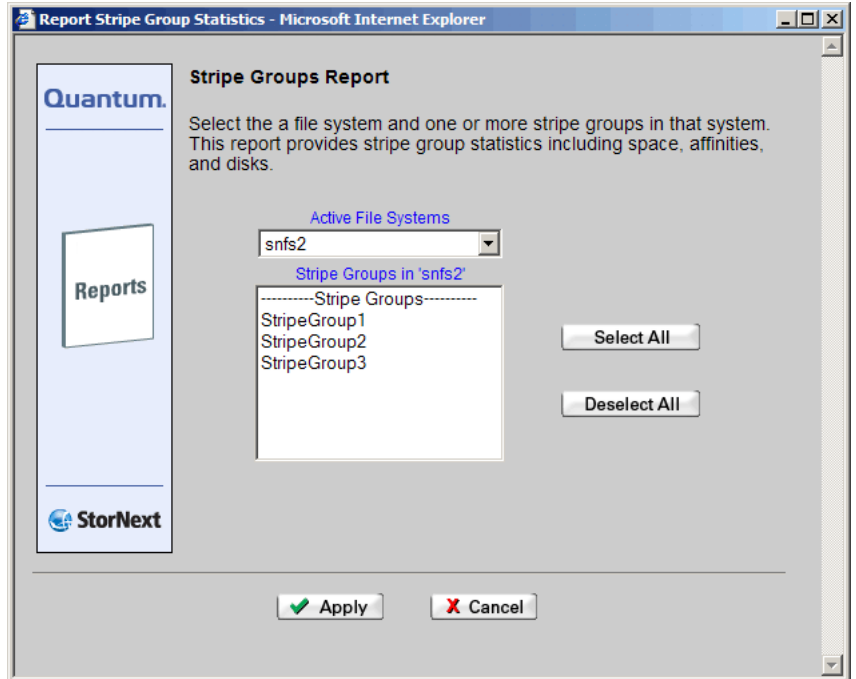 Report Stripe Group Statistics - Microsoft Internet Explorer
Quantum.
Stripe Groups Report
Select the a file system and one or more stripe groups in that system.
This report provides stripe group statistics including space, affinities,
and disks.
Active File Systems
snfs2
Stripe Groups in 'snfs2'
----------Stripe Groups----------
StripeGroup1
StripeGroup2
StripeGroup3
Reports
Select All
Deselect All
StorNext
Apply
Cancel